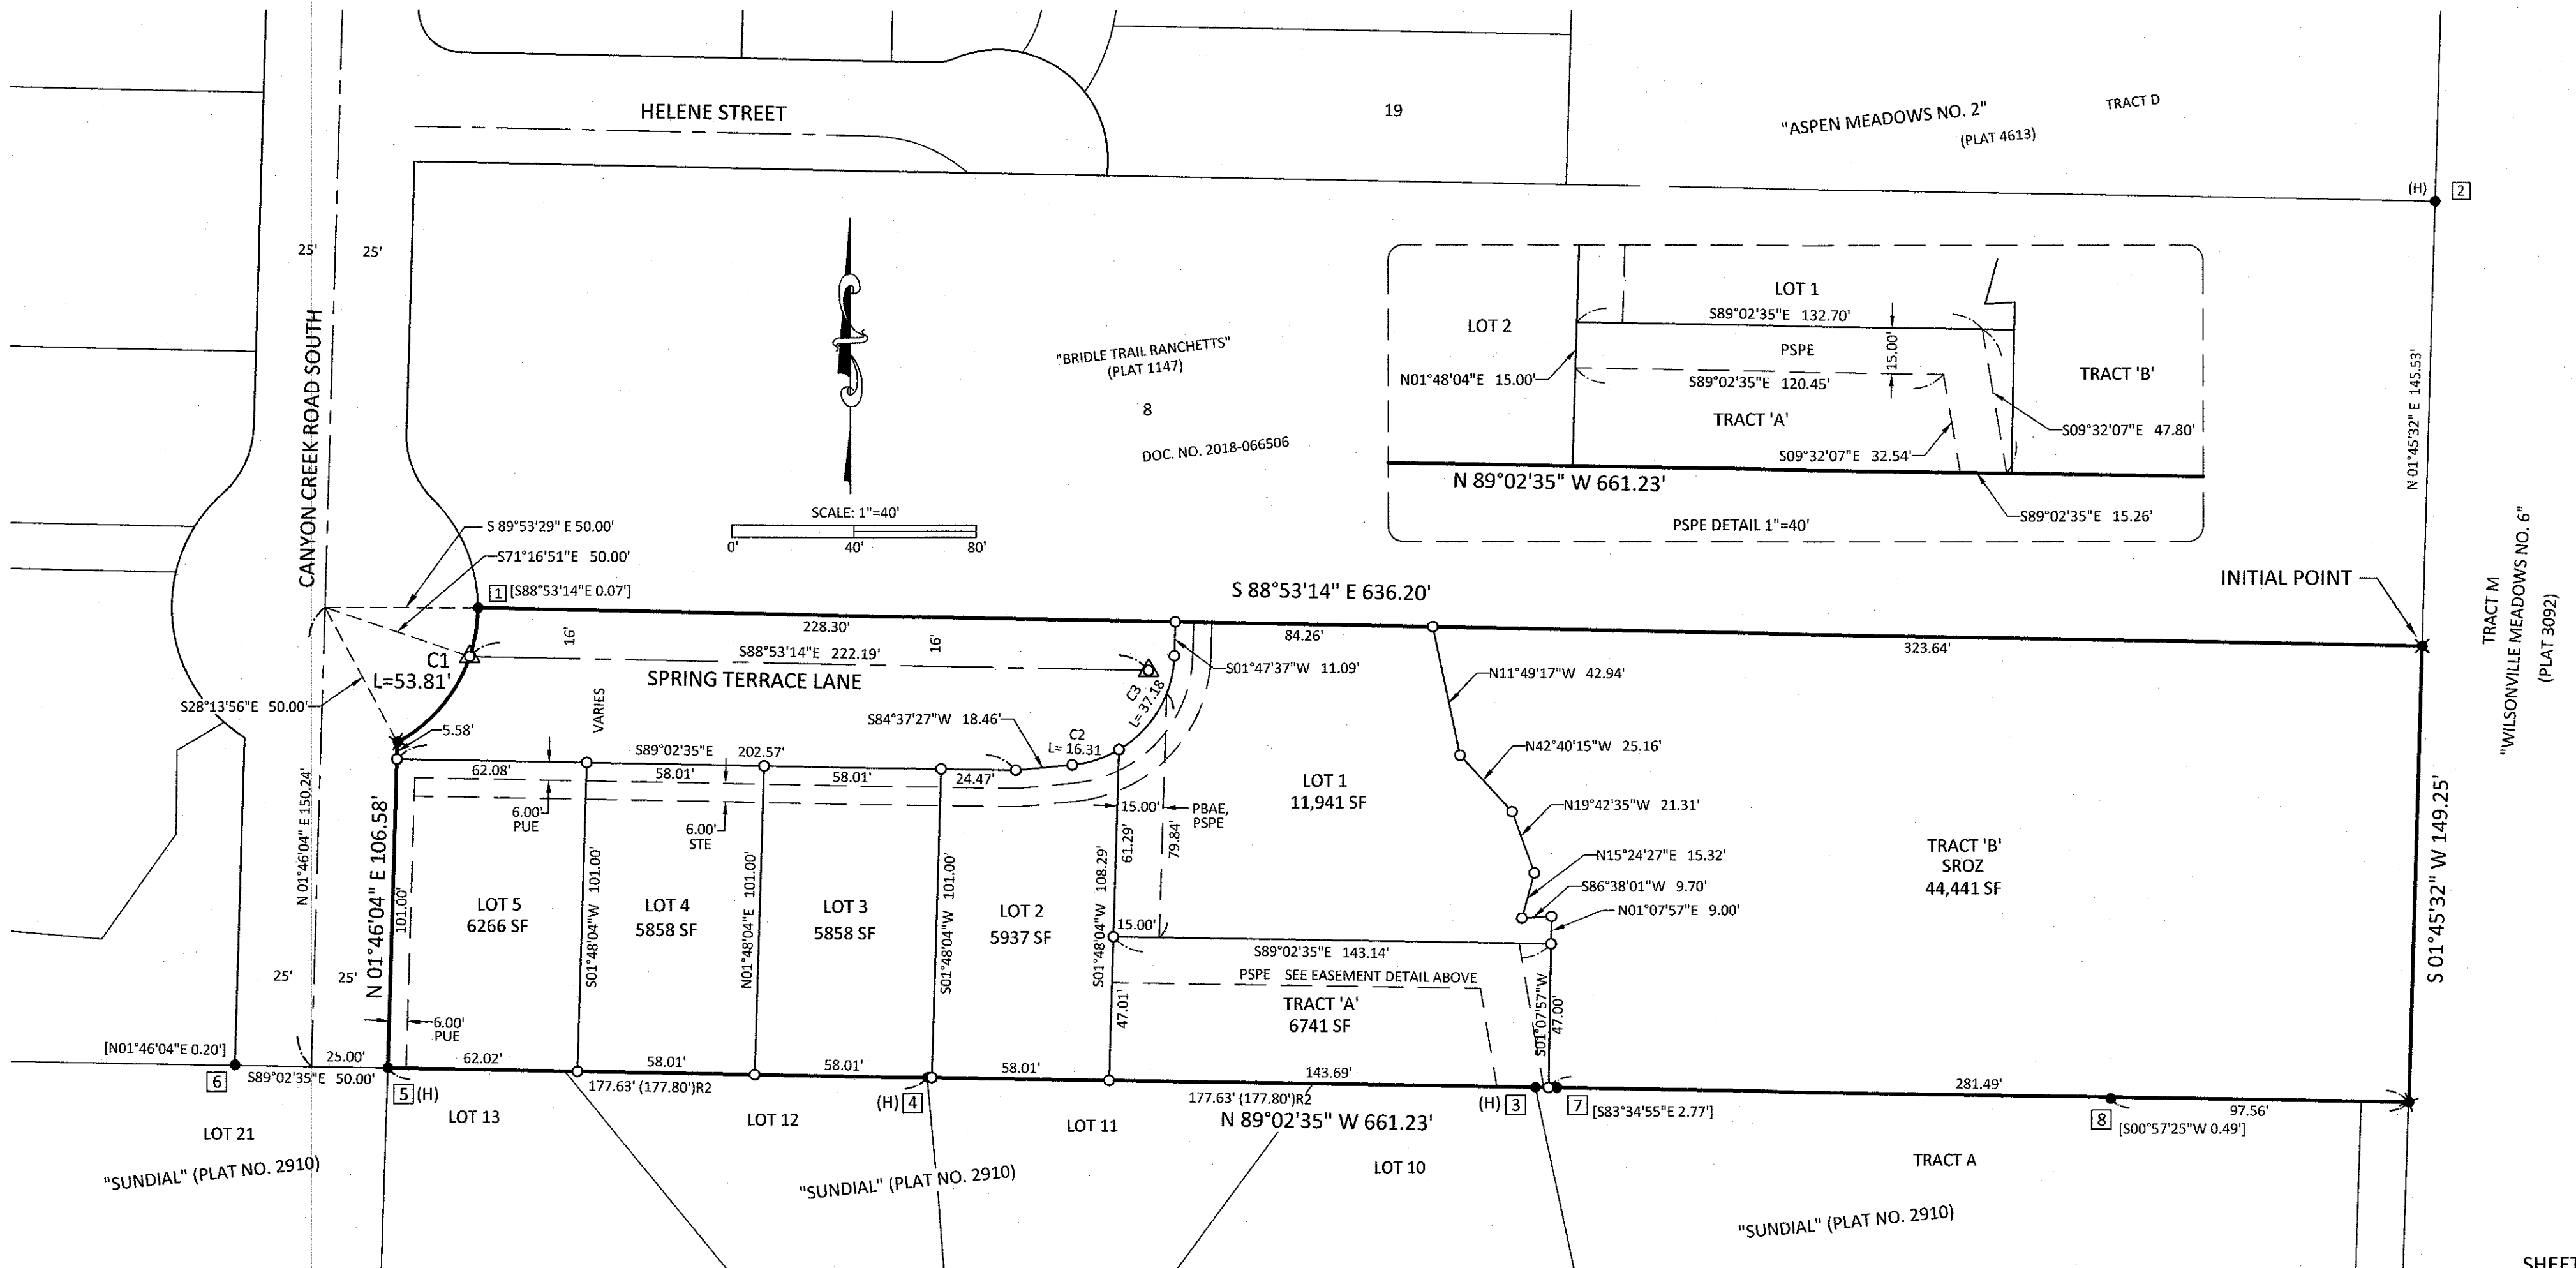 HELENE STREET
19
"ASPEN MEADOWS NO. 2"
(PLAT 4613)
TRACT D
(H) 2
25' 25'
CANYON CREEK ROAD SOUTH
"BRIDLE TRAIL RANCHETTS"
(PLAT 1147)
8
DOC. NO. 2018-066506
SCALE: 1"=40'
0' 40' 80'
LOT 1
S89°02'35"E 132.70'
LOT 2
PSPE
15.00'
N01°48'04"E 15.00'
S89°02'35"E 120.45'
TRACT 'B'
TRACT 'A'
S09°32'07"E 47.80'
S09°32'07"E 32.54'
N 89°02'35" W 661.23'
S89°02'35"E 15.26'
PSPE DETAIL 1"=40'
N 01°45'32" E 145.53'
INITIAL POINT
TRACT M
"WILSONVILLE MEADOWS NO. 6"
(PLAT 3092)
S 89°53'29" E 50.00'
S71°16'51"E 50.00'
1 [S88°53'14"E 0.07']
S 88°53'14" E 636.20'
228.30'
84.26'
323.64'
16' 16'
S88°53'14"E 222.19'
S01°47'37"W 11.09'
C1
L=53.81'
SPRING TERRACE LANE
C3
L= 37.18
S28°13'56"E 50.00'
VARIES
S84°37'27"W 18.46'
5.58'
C2
L= 16.31
S89°02'35"E 202.57'
62.08' 58.01' 58.01' 24.47'
N11°49'17"W 42.94'
N42°40'15"W 25.16'
N19°42'35"W 21.31'
N15°24'27"E 15.32'
S86°38'01"W 9.70'
N01°07'57"E 9.00'
6.00'
PUE
6.00'
STE
15.00'
PBAE,
PSPE
61.29'
79.84'
LOT 1
11,941 SF
TRACT 'B'
SROZ
44,441 SF
S 01°45'32" W 149.25'
N 01°46'04" E 150.24'
N 01°46'04" E 106.58'
101.00'
LOT 5
6266 SF
S01°48'04"W 101.00'
LOT 4
5858 SF
N01°48'04"E 101.00'
LOT 3
5858 SF
S01°48'04"W 101.00'
LOT 2
5937 SF
S01°48'04"W 108.29'
15.00'
S89°02'35"E 143.14'
PSPE SEE EASEMENT DETAIL ABOVE
TRACT 'A'
6741 SF
47.01'
S01°07'57"W
47.00'
25' 25'
6.00'
PUE
[N01°46'04"E 0.20']
6
25.00'
S89°02'35"E 50.00'
5 (H)
62.02' 58.01' 58.01' 58.01' 143.69' 281.49' 97.56'
177.63' (177.80')R2
(H) 4
177.63' (177.80')R2
(H) 3
7 [S83°34'55"E 2.77']
8 [S00°57'25"W 0.49']
N 89°02'35" W 661.23'
LOT 21
LOT 13
LOT 12
LOT 11
LOT 10
TRACT A
"SUNDIAL" (PLAT NO. 2910)
"SUNDIAL" (PLAT NO. 2910)
"SUNDIAL" (PLAT NO. 2910)
SHEET